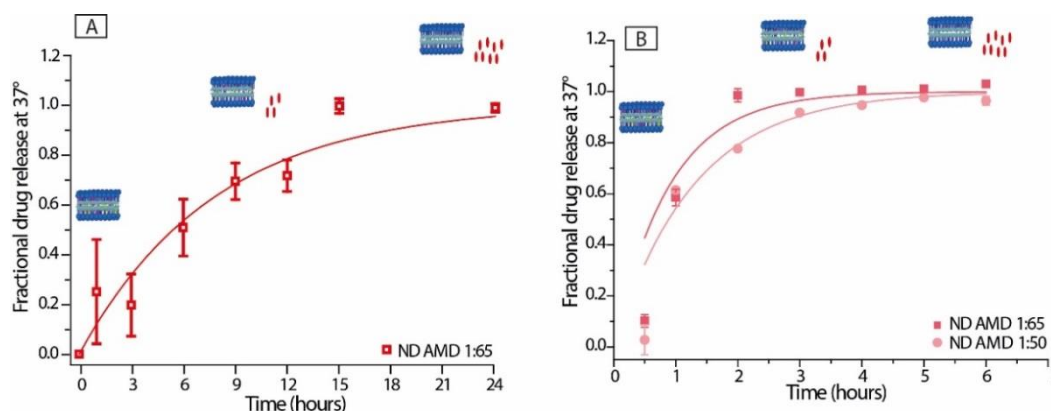 A
Fractional drug release at 37°
1.2
1.0
0.8
0.6
0.4
0.2
0.0
ND AMD 1:65
0 3 6 9 12 15 18 21 24
Time (hours)
B
Fractional drug release at 37°
1.2
1.0
0.8
0.6
0.4
0.2
0.0
ND AMD 1:65
ND AMD 1:50
0 1 2 3 4 5 6
Time (hours)